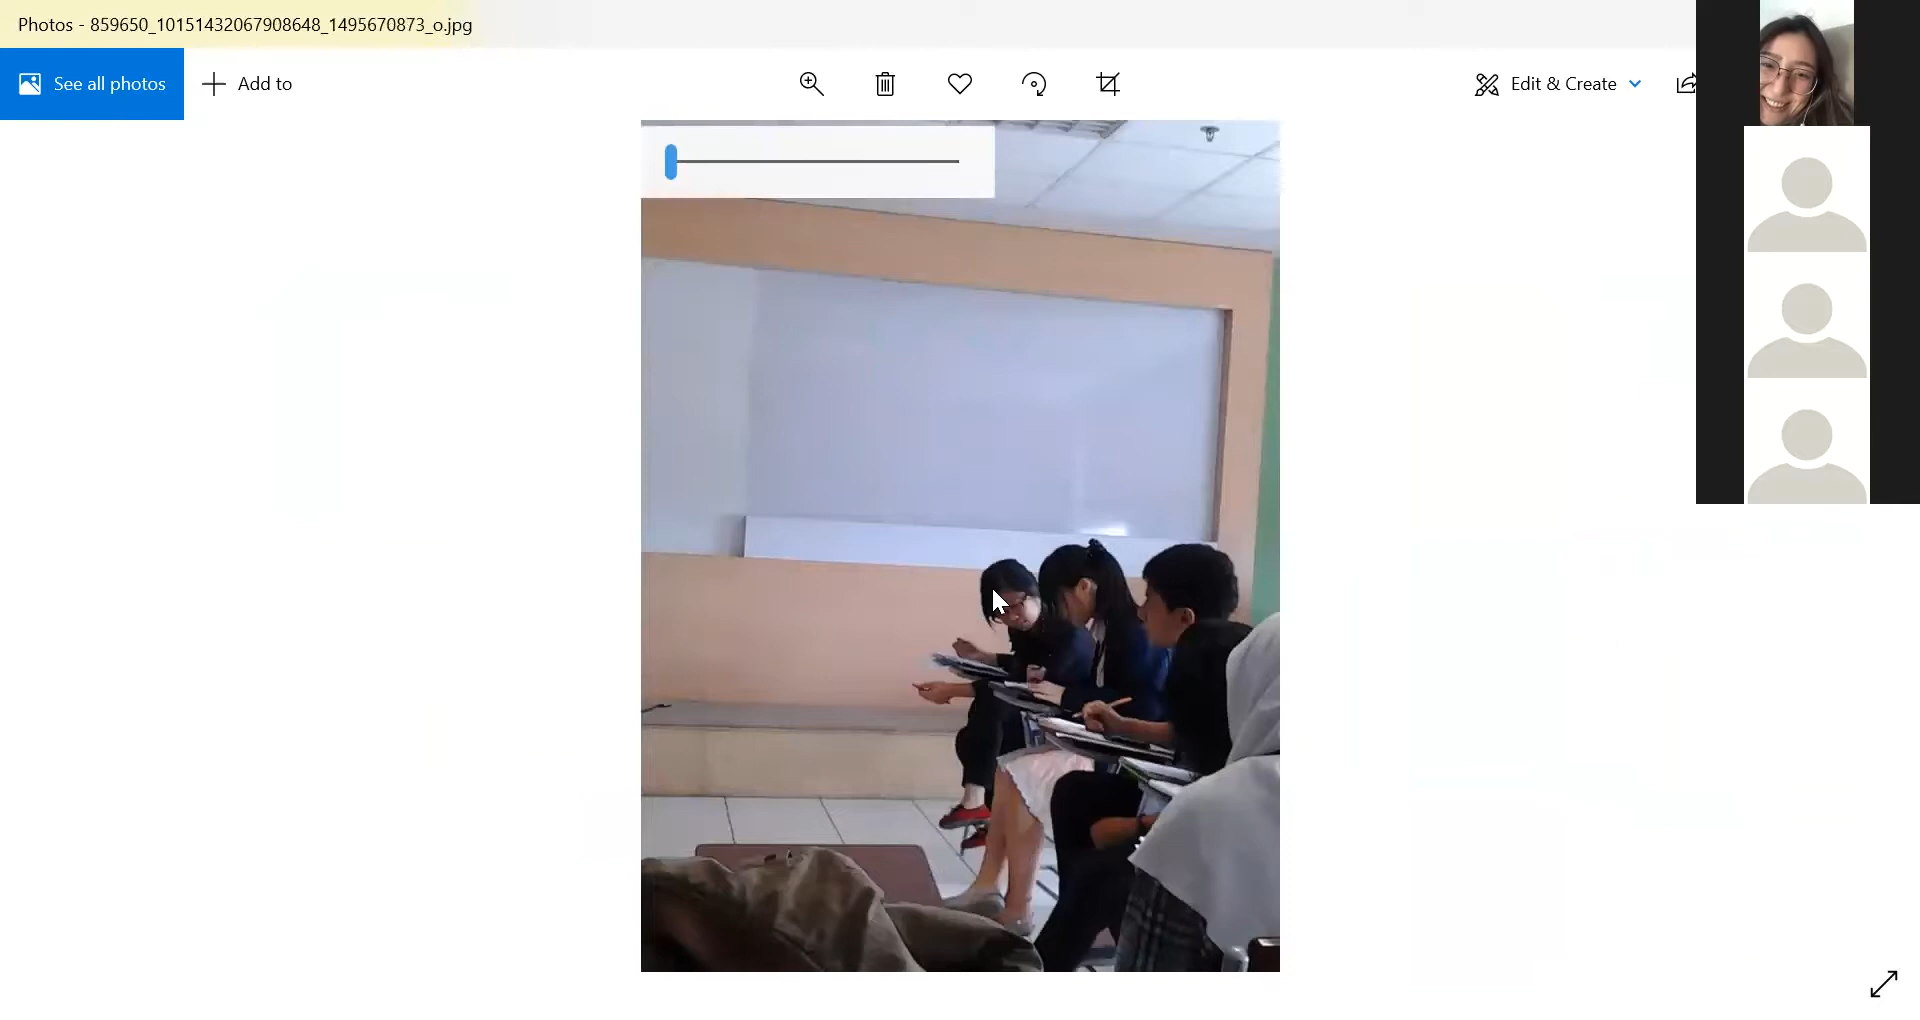 Photos - 859650_10151432067908648_1495670873_o.jpg
See all photos
Add to
Edit & Create